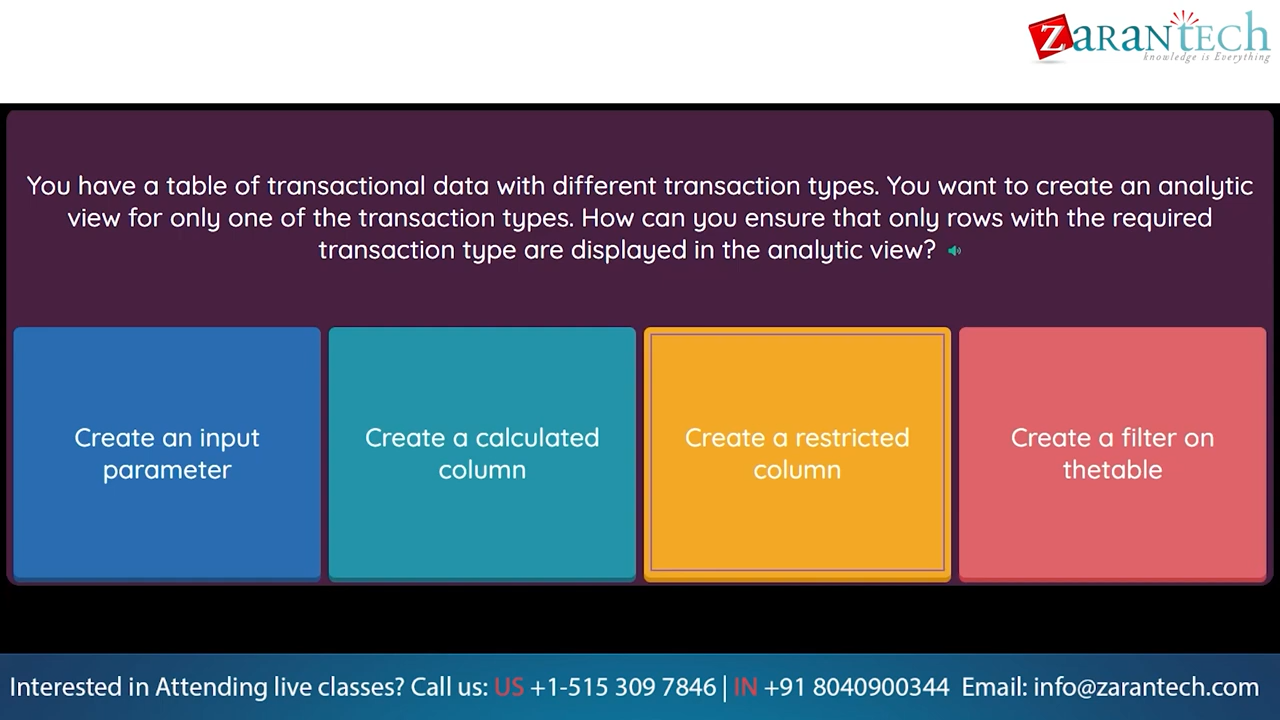 ZARANTECH
knowledge is Everything
You have a table of transactional data with different transaction types. You want to create an analytic
view for only one of the transaction types. How can you ensure that only rows with the required
transaction type are displayed in the analytic view?
Create an input
parameter
Create a calculated
column
Create a restricted
column
Create a filter on
thetable
Interested in Attending live classes? Call us: US +1-515 309 7846 | IN +91 8040900344 Email: info@zarantech.com